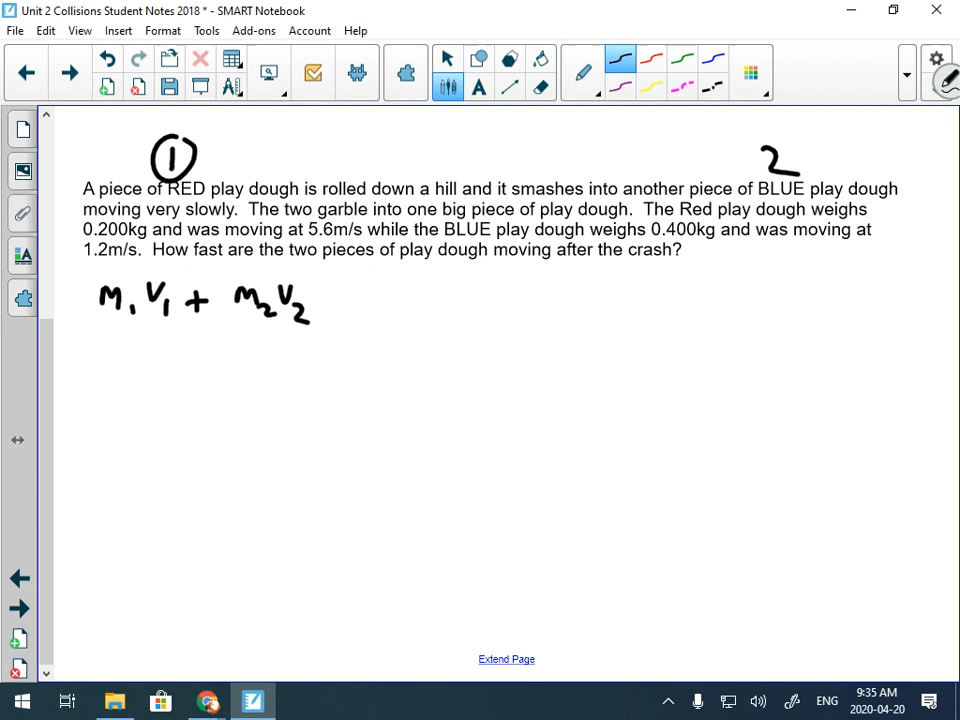 Unit 2 Collisions Student Notes 2018 * - SMART Notebook
File Edit View Insert Format Tools Add-ons Account Help
1 2
A piece of RED play dough is rolled down a hill and it smashes into another piece of BLUE play dough
moving very slowly. The two garble into one big piece of play dough. The Red play dough weighs
0.200kg and was moving at 5.6m/s while the BLUE play dough weighs 0.400kg and was moving at
1.2m/s. How fast are the two pieces of play dough moving after the crash?
m₁v₁ + m₂v₂
Extend Page
ENG
9:35 AM
2020-04-20